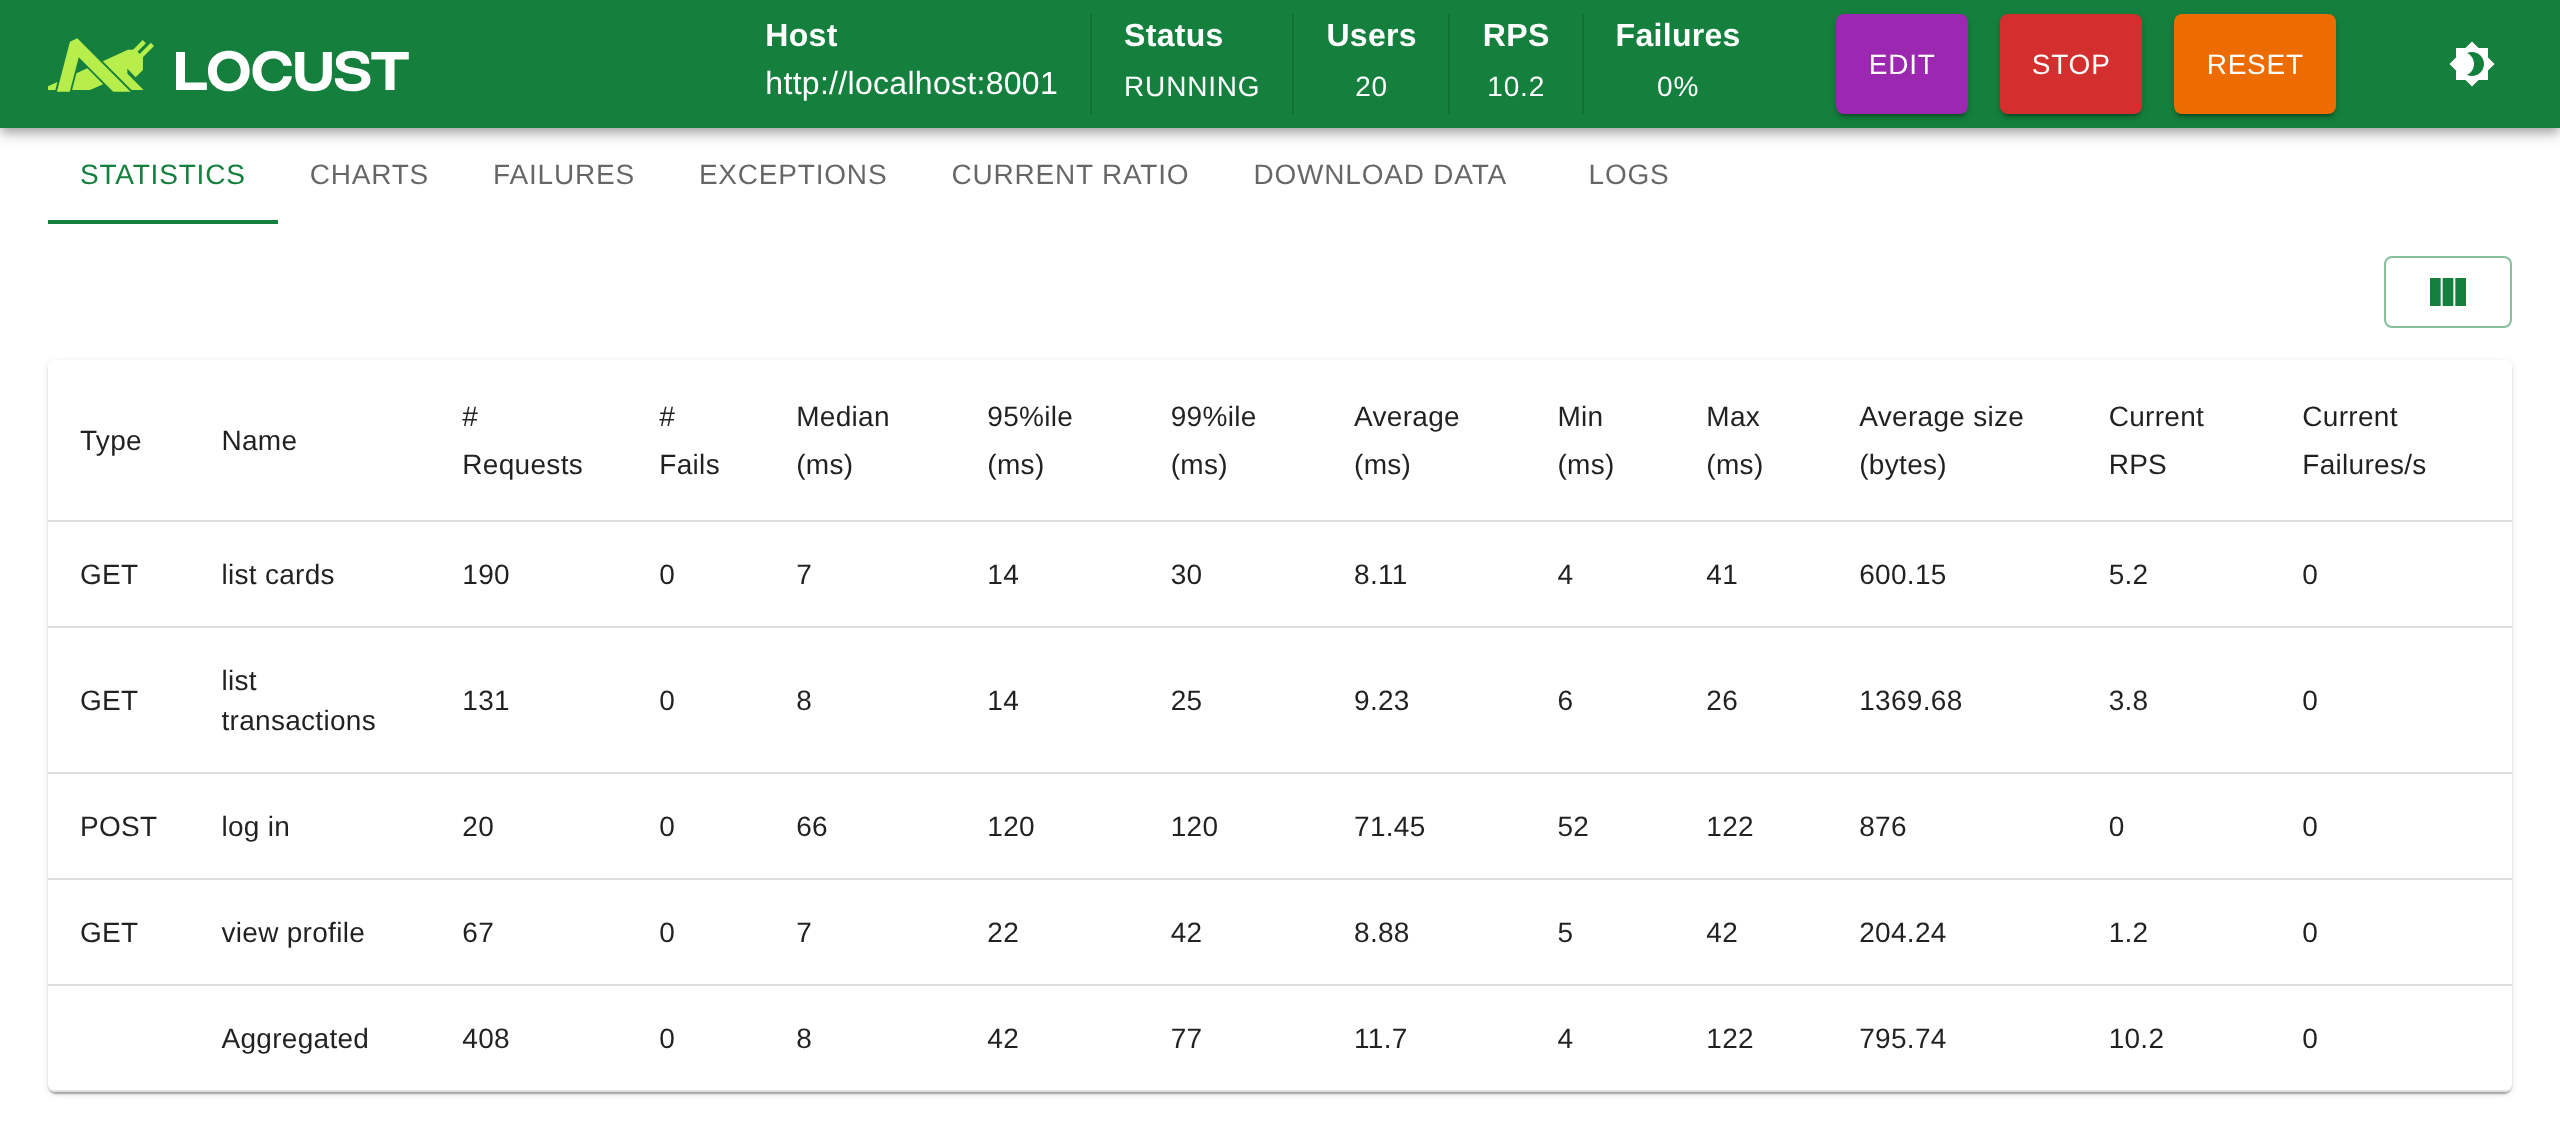 LOCUST
Host
http://localhost:8001
Status
RUNNING
Users
20
RPS
10.2
Failures
0%
EDIT
STOP
RESET
STATISTICS CHARTS FAILURES EXCEPTIONS CURRENT RATIO DOWNLOAD DATA LOGS
Type Name # Requests # Fails Median (ms) 95%ile (ms) 99%ile (ms) Average (ms) Min (ms) Max (ms) Average size (bytes) Current RPS Current Failures/s
GET list cards 190 0 7 14 30 8.11 4 41 600.15 5.2 0
GET list transactions 131 0 8 14 25 9.23 6 26 1369.68 3.8 0
POST log in 20 0 66 120 120 71.45 52 122 876 0 0
GET view profile 67 0 7 22 42 8.88 5 42 204.24 1.2 0
Aggregated 408 0 8 42 77 11.7 4 122 795.74 10.2 0